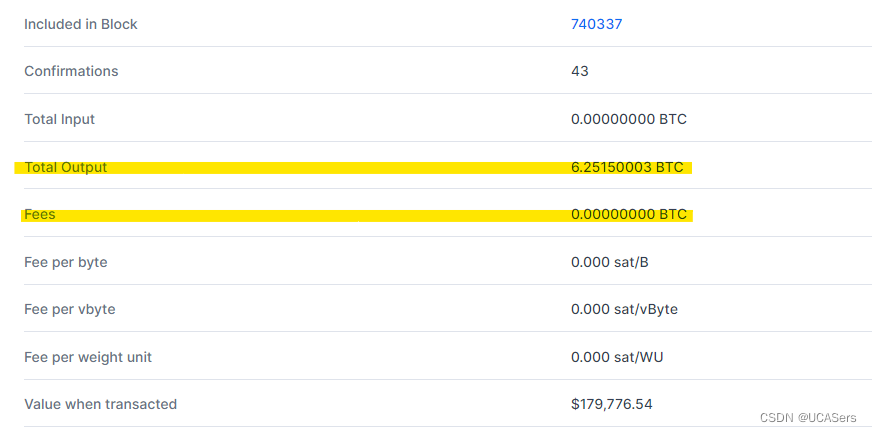 Included in Block 740337
Confirmations 43
Total Input 0.00000000 BTC
Total Output 6.25150003 BTC
Fees 0.00000000 BTC
Fee per byte 0.000 sat/B
Fee per vbyte 0.000 sat/vByte
Fee per weight unit 0.000 sat/WU
Value when transacted $179,776.54
CSDN @UCASers